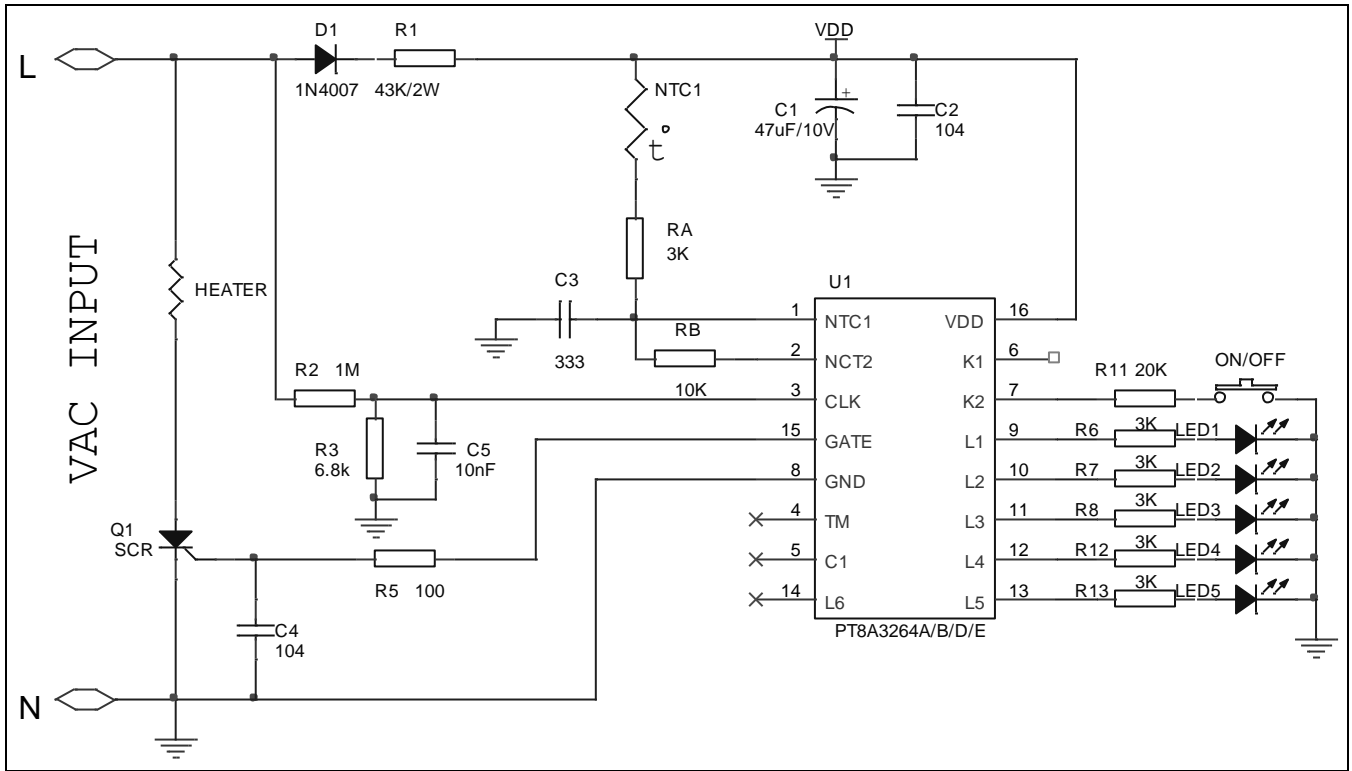 D1 R1 VDD
L
1N4007 43K/2W
NTC1
t°
C1
47uF/10V
+
C2
104
RA
3K
VAC INPUT
HEATER
C3
333
U1
RB
10K
R2 1M
R3
6.8k
C5
10nF
1 NTC1
2 NCT2
3 CLK
15 GATE
8 GND
4 TM
5 C1
14 L6
VDD 16
K1 6
K2 7
L1 9
L2 10
L3 11
L4 12
L5 13
PT8A3264A/B/D/E
R11 20K
ON/OFF
R6 3K LED1
R7 3K LED2
R8 3K LED3
R12 3K LED4
R13 3K LED5
Q1
SCR
R5 100
C4
104
N